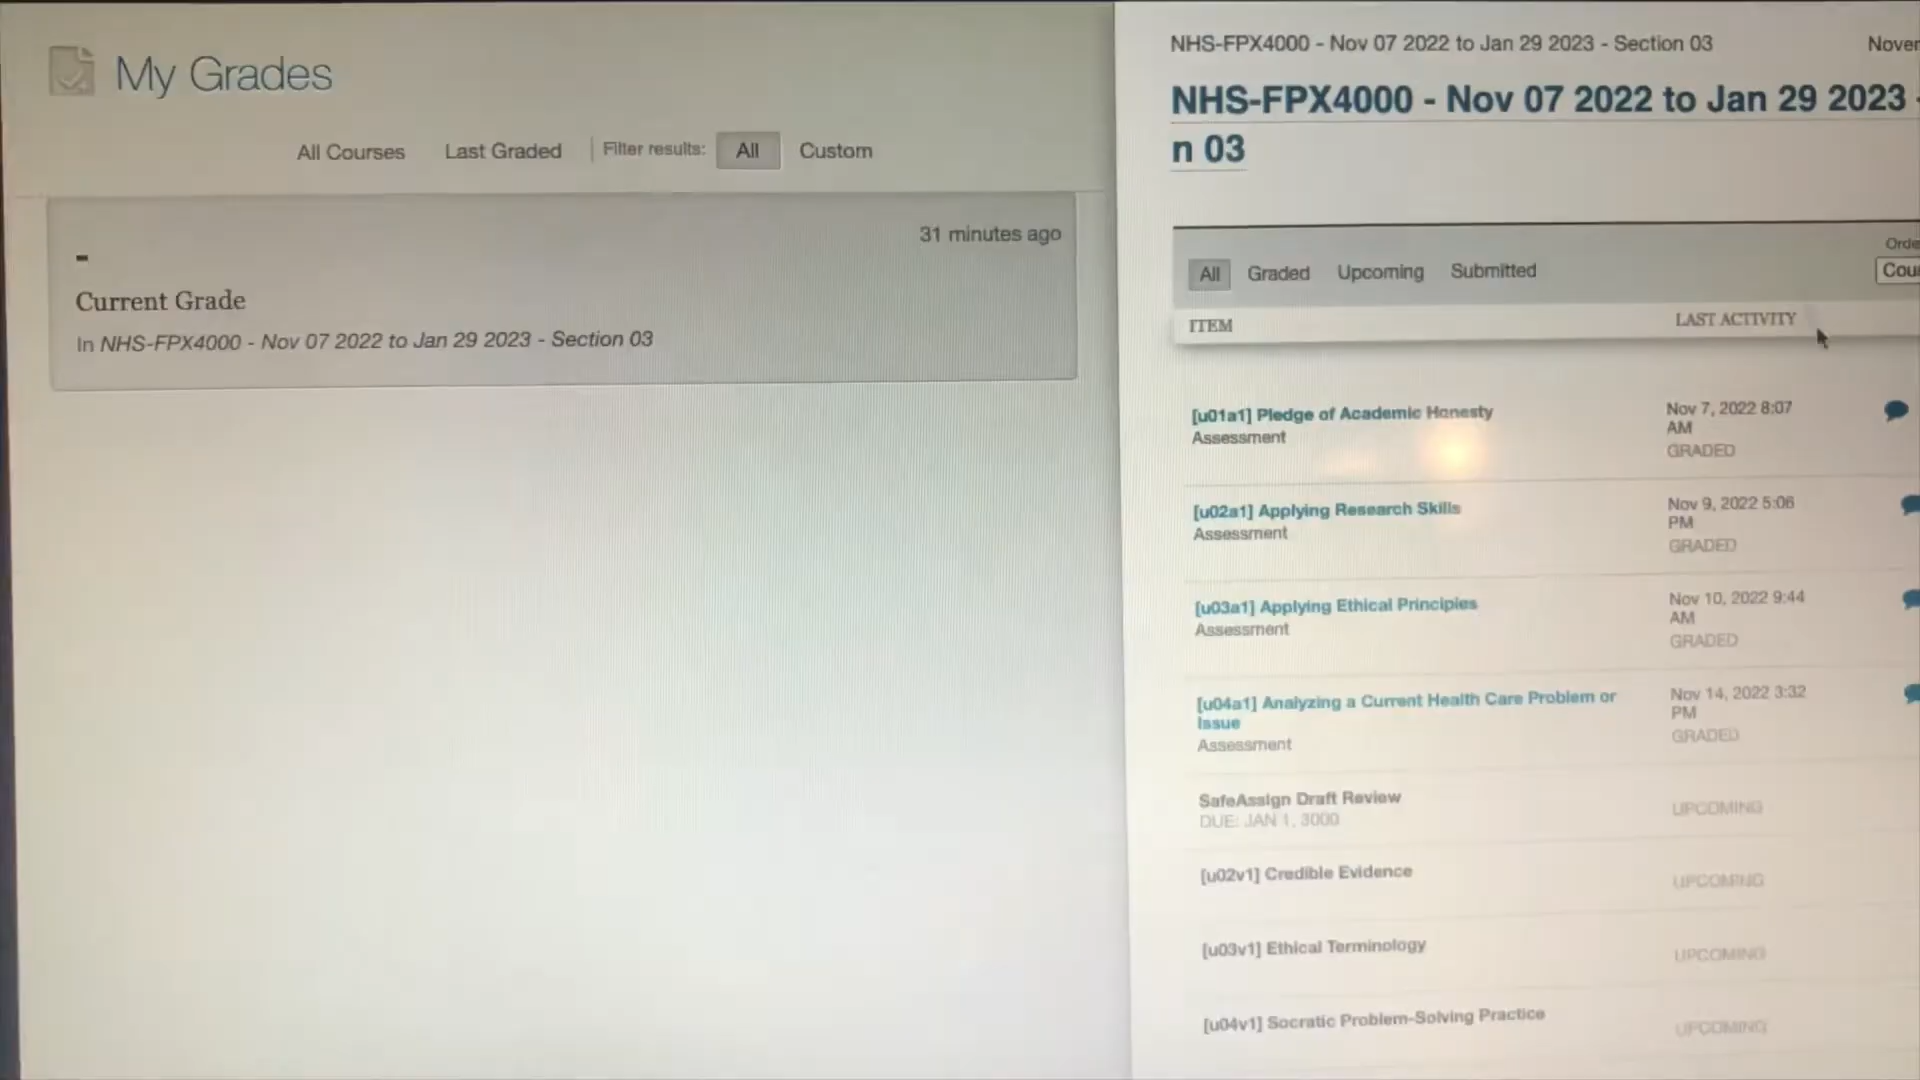 My Grades
All Courses Last Graded Filter results: All Custom
-
31 minutes ago
Current Grade
In NHS-FPX4000 - Nov 07 2022 to Jan 29 2023 - Section 03
NHS-FPX4000 - Nov 07 2022 to Jan 29 2023 - Section 03
NHS-FPX4000 - Nov 07 2022 to Jan 29 2023 -
n 03
All Graded Upcoming Submitted
ITEM LAST ACTIVITY
[u01a1] Pledge of Academic Honesty
Assessment
Nov 7, 2022 8:07
AM
GRADED
[u02a1] Applying Research Skills
Assessment
Nov 9, 2022 5:06
PM
GRADED
[u03a1] Applying Ethical Principles
Assessment
Nov 10, 2022 9:44
AM
GRADED
[u04a1] Analyzing a Current Health Care Problem or
Issue
Assessment
Nov 14, 2022 3:32
PM
GRADED
SafeAssign Draft Review
DUE: JAN 1, 3000
UPCOMING
[u02v1] Credible Evidence
UPCOMING
[u03v1] Ethical Terminology
UPCOMING
[u04v1] Socratic Problem-Solving Practice
UPCOMING